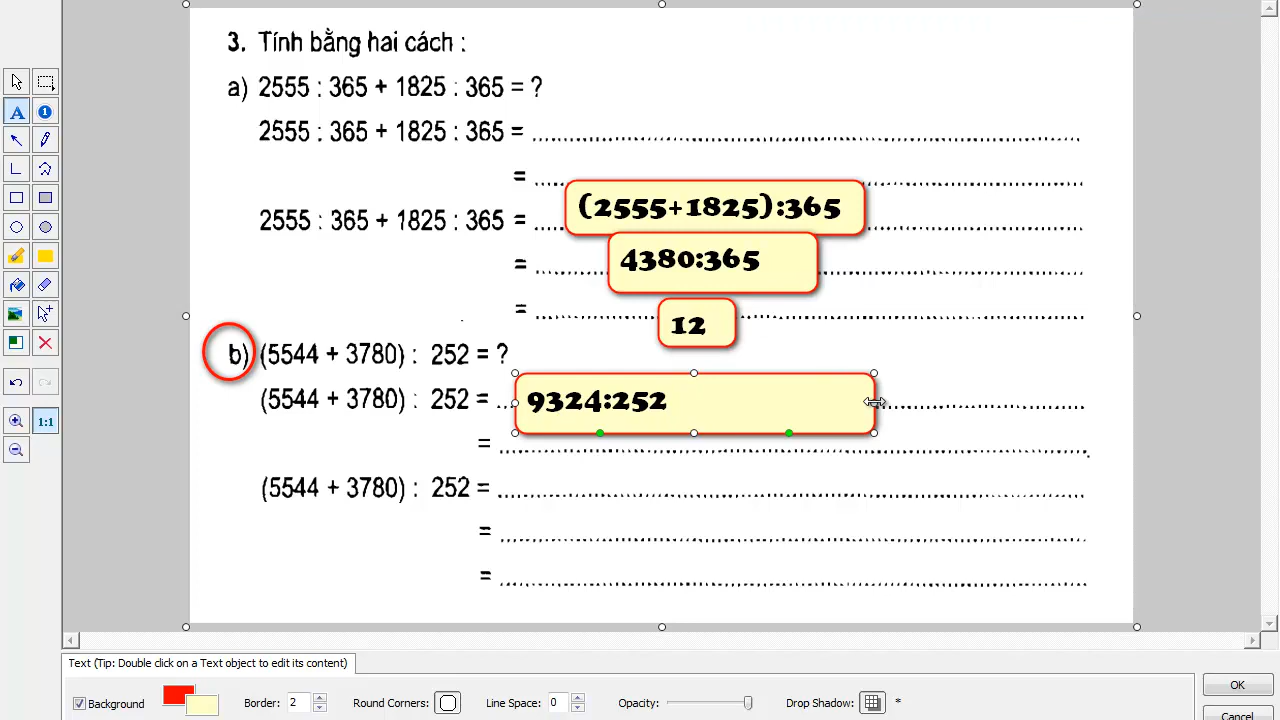 3. Tính bằng hai cách :
a) 2555 : 365 + 1825 : 365 = ?
2555 : 365 + 1825 : 365 = ........
= ........
(2555+1825):365
2555 : 365 + 1825 : 365 = ........
4380:365
= ........
= ........
12
b) (5544 + 3780) : 252 = ?
(5544 + 3780) : 252 = ........
9324:252
= ........
(5544 + 3780) : 252 = ........
= ........
= ........
1:1
Text (Tip: Double click on a Text object to edit its content)
Background
Border: 2
Round Corners:
Line Space: 0
Opacity:
Drop Shadow:
*
OK
Cancel